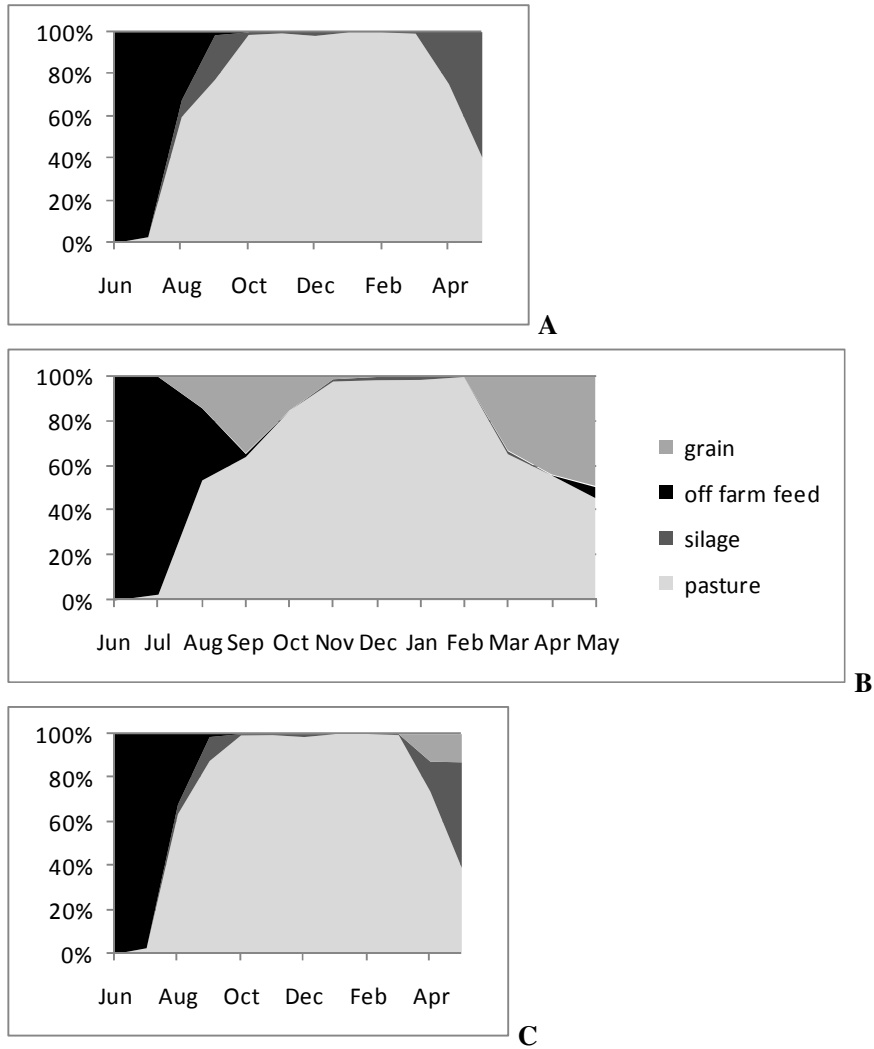 100%
80%
60%
40%
20%
0%
Jun Aug Oct Dec Feb Apr
A
100%
80%
60%
40%
20%
0%
Jun Jul Aug Sep Oct Nov Dec Jan Feb Mar Apr May
grain
off farm feed
silage
pasture
B
100%
80%
60%
40%
20%
0%
Jun Aug Oct Dec Feb Apr
C